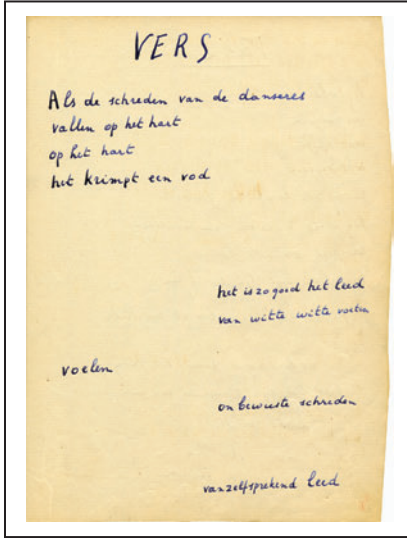 VERS
Als de schreden van de danseres
vallen op het hart
op het hart
het krimpt een vod
het is zo goed het leed
van witte witte voeten
voelen
onbewuste schreden
vanzelfsprekend leed